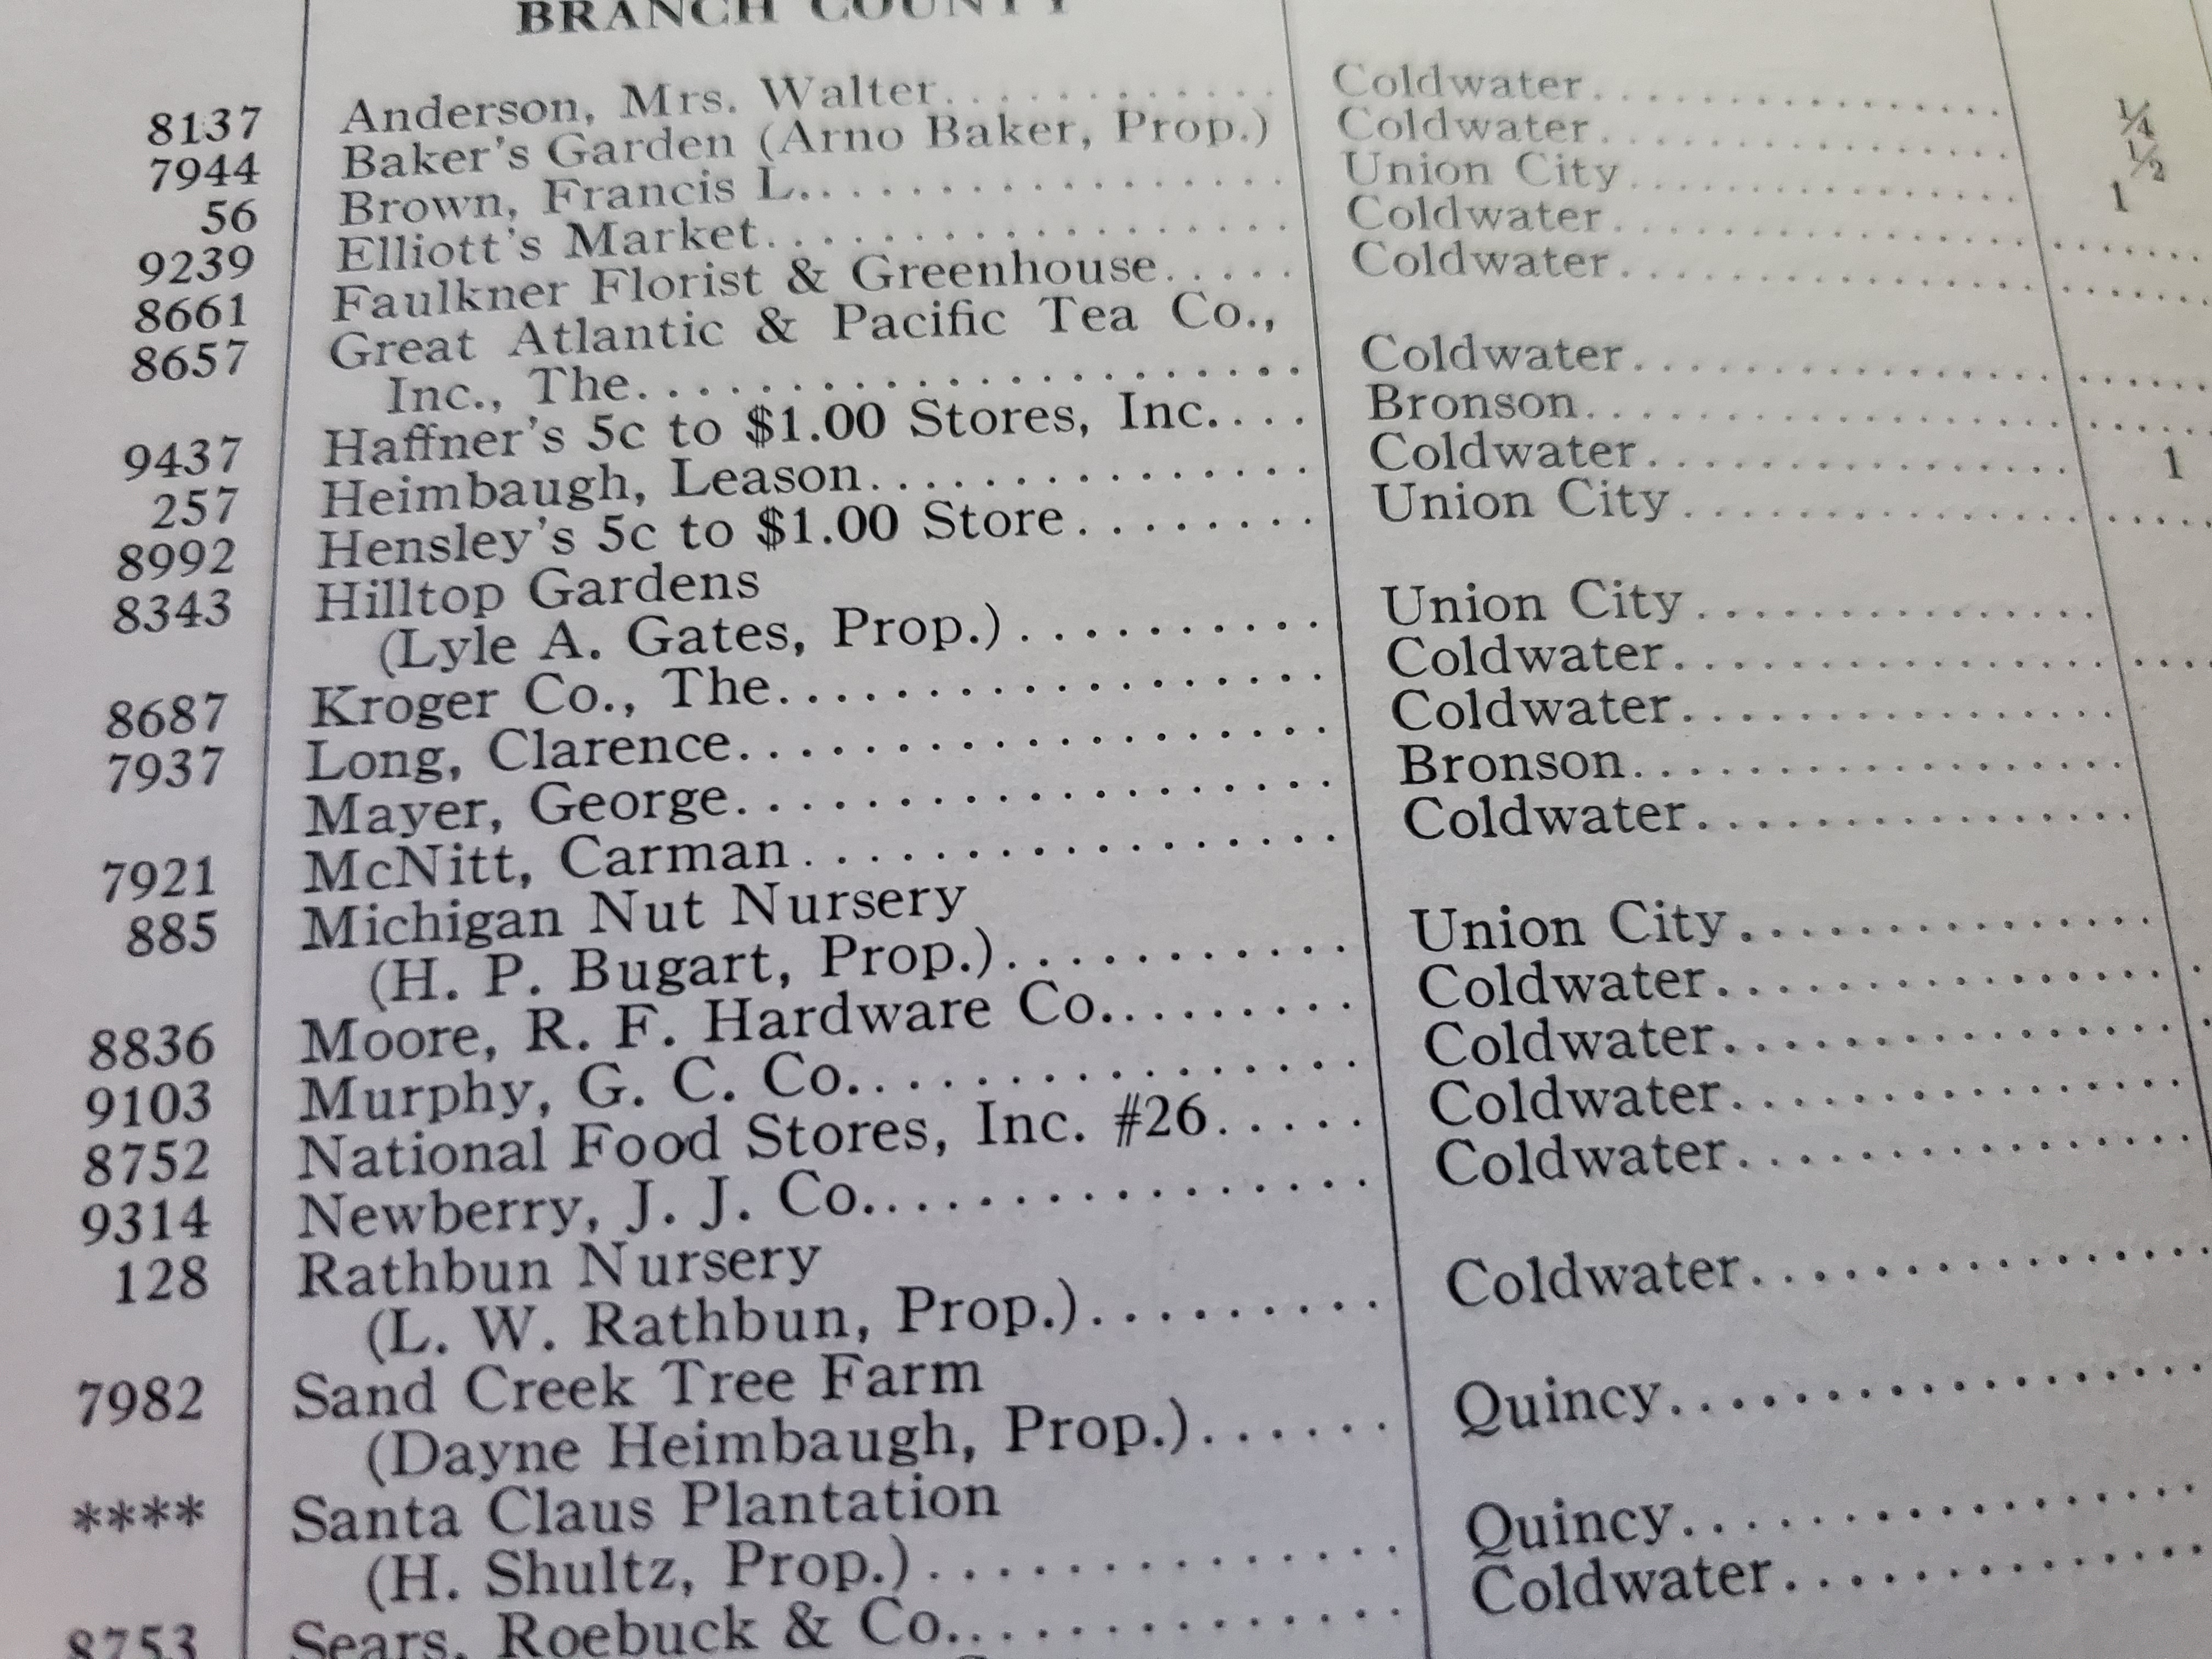 BRANCH COUNTY
8137 Anderson, Mrs. Walter............ Coldwater................ ¼
7944 Baker's Garden (Arno Baker, Prop.) Coldwater................ ½
56 Brown, Francis L................. Union City............... 1
9239 Elliott's Market................... Coldwater................
8661 Faulkner Florist & Greenhouse..... Coldwater................
8657 Great Atlantic & Pacific Tea Co.,
Inc., The........................ Coldwater................
9437 Haffner's 5c to $1.00 Stores, Inc.... Bronson................
257 Heimbaugh, Leason.............. Coldwater................ 1
8992 Hensley's 5c to $1.00 Store........ Union City................
8343 Hilltop Gardens
(Lyle A. Gates, Prop.).......... Union City...............
8687 Kroger Co., The.................. Coldwater................
7937 Long, Clarence.................. Coldwater................
Mayer, George.................. Bronson................
7921 McNitt, Carman................ Coldwater................
885 Michigan Nut Nursery
(H. P. Bugart, Prop.)........... Union City...............
8836 Moore, R. F. Hardware Co......... Coldwater................
9103 Murphy, G. C. Co................. Coldwater................
8752 National Food Stores, Inc. #26..... Coldwater................
9314 Newberry, J. J. Co................ Coldwater................
128 Rathbun Nursery
(L. W. Rathbun, Prop.)......... Coldwater................
7982 Sand Creek Tree Farm
(Dayne Heimbaugh, Prop.)...... Quincy..................
**** Santa Claus Plantation
(H. Shultz, Prop.).............. Quincy..................
8753 Sears, Roebuck & Co.............. Coldwater................